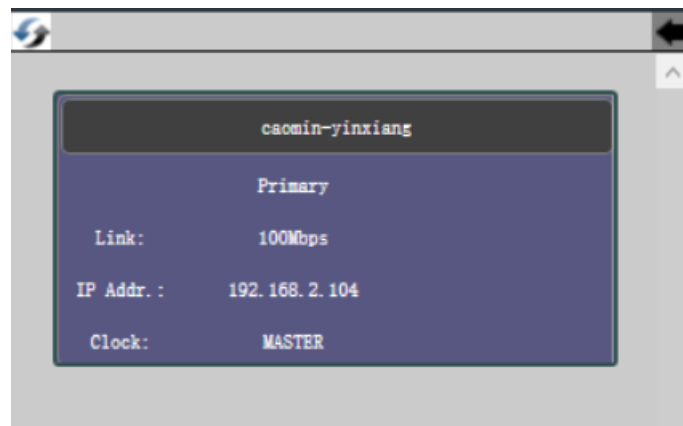 caomin-yinxiang
Primary
Link: 100Mbps
IP Addr.: 192.168.2.104
Clock: MASTER